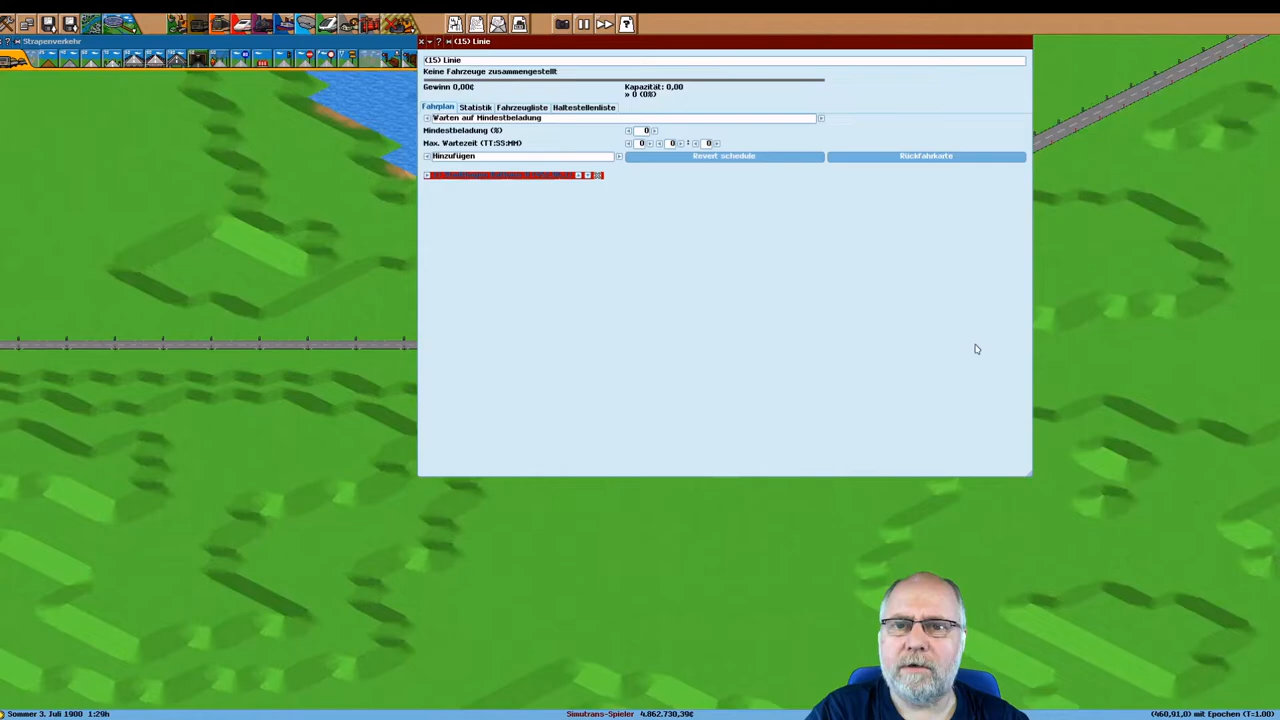 Straßenverkehr
(15) Linie
(15) Linie
Keine Fahrzeuge zusammengestellt
Gewinn 0,00¢
Kapazität: 0,00
» 0 (0%)
Fahrplan Statistik Fahrzeugliste Haltestellenliste
Warten auf Mindestbeladung
Mindestbeladung (%) 0
Max. Wartezeit (TT:SS:MM) 0 0 : 0
Hinzufügen Revert schedule Rückfahrkarte
Sommer 3. Juli 1900 1:29h Simutrans-Spieler 4.862.730,39¢ (460,91,0) mit Epochen (T=1.00)